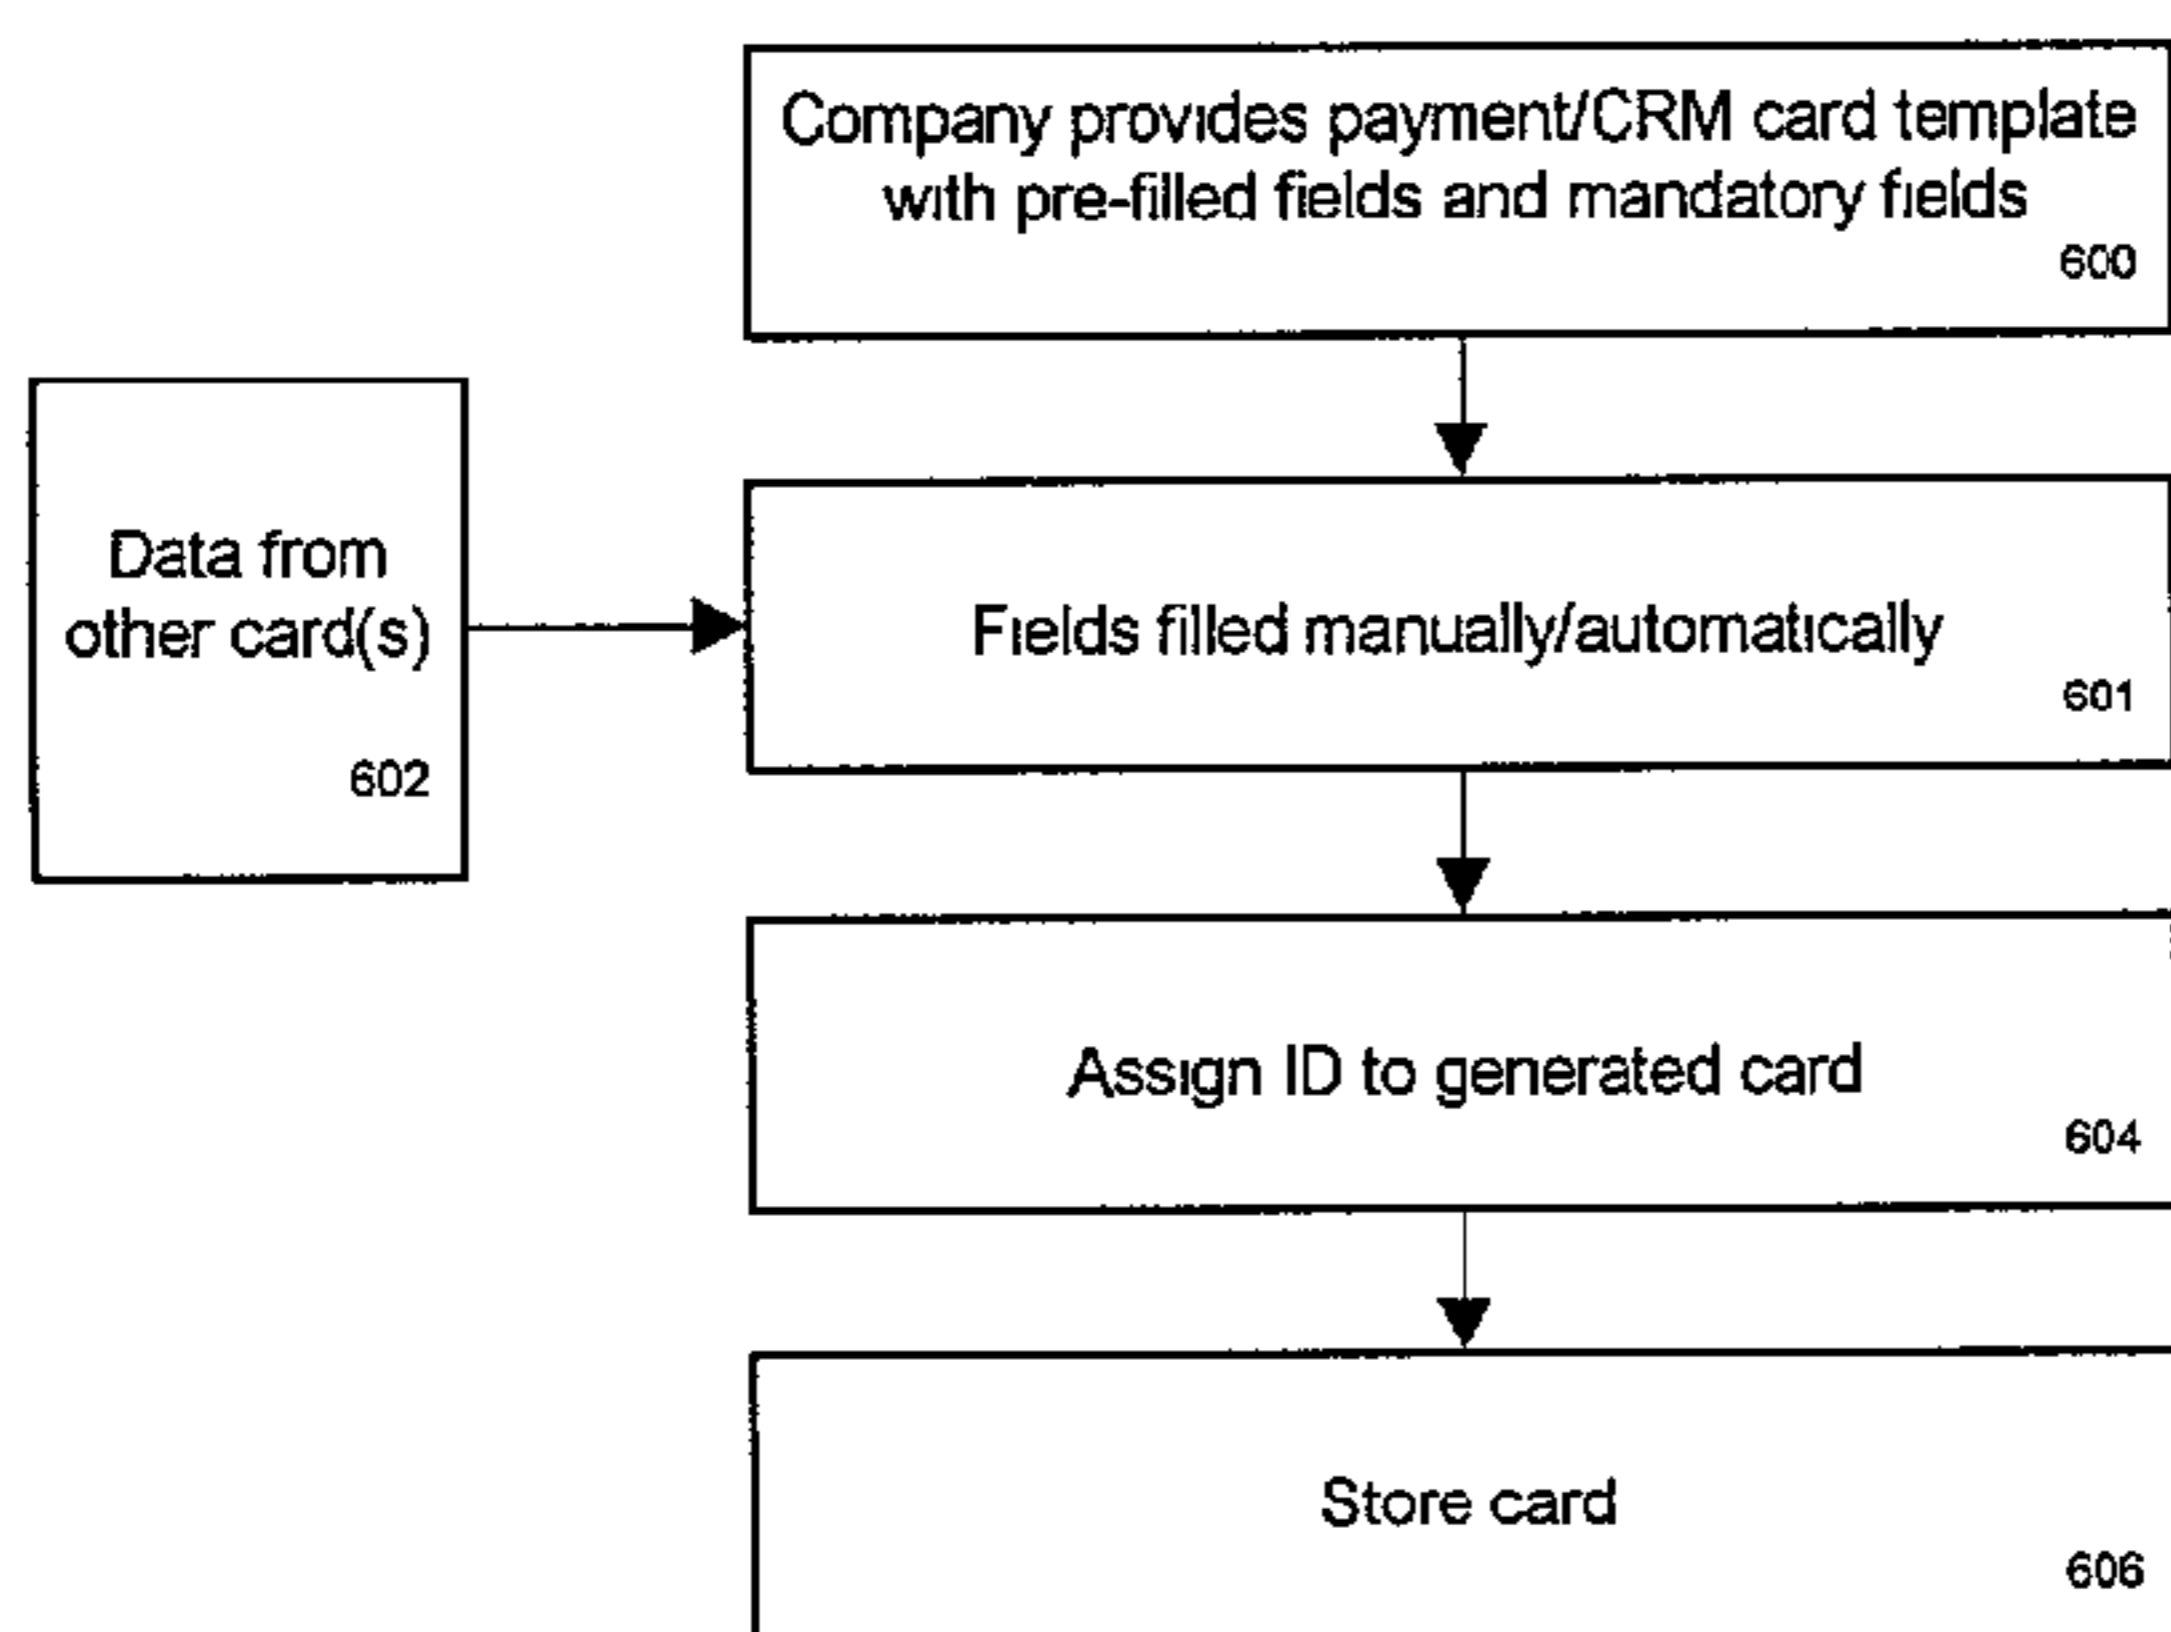 Company provides payment/CRM card template
with pre-filled fields and mandatory fields
600
Data from
other card(s)
602
Fields filled manually/automatically
601
Assign ID to generated card
604
Store card
606